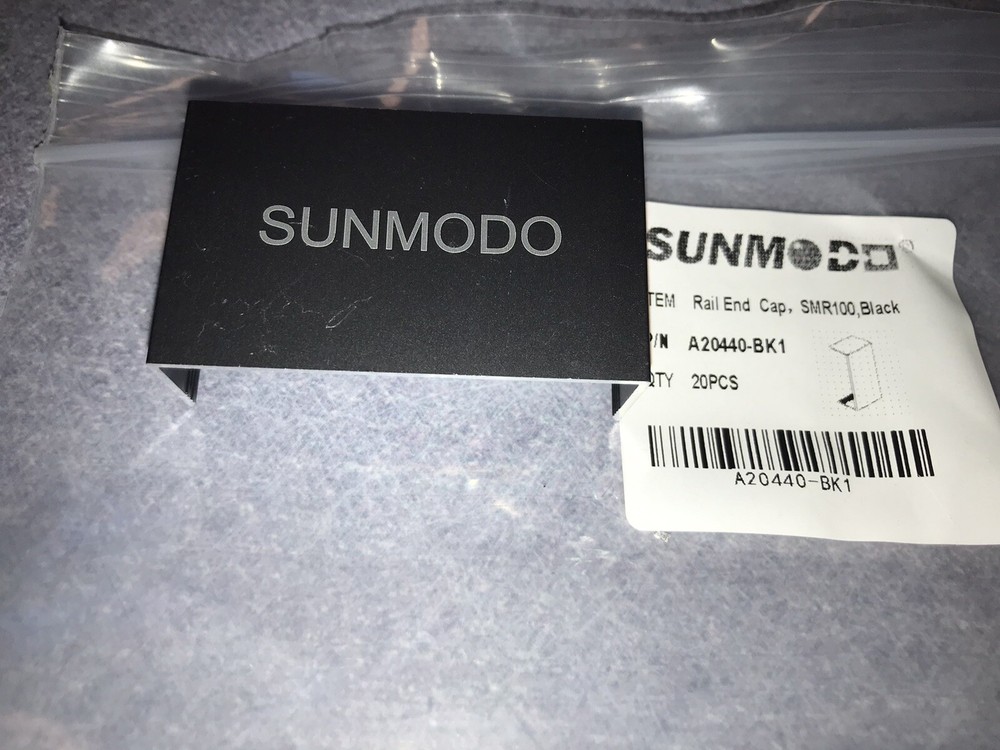 SUNMODO
SUNMODO
TEM Rail End Cap, SMR100,Black
P/N A20440-BK1
QTY 20PCS
A20440-BK1